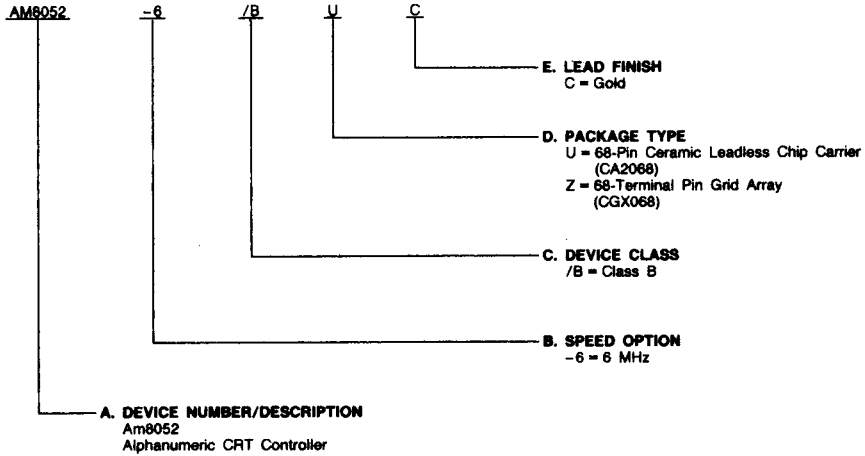 AM8052 -6 /B U C
E. LEAD FINISH
C = Gold
D. PACKAGE TYPE
U = 68-Pin Ceramic Leadless Chip Carrier
(CA2068)
Z = 68-Terminal Pin Grid Array
(CGX068)
C. DEVICE CLASS
/B = Class B
B. SPEED OPTION
-6 = 6 MHz
A. DEVICE NUMBER/DESCRIPTION
Am8052
Alphanumeric CRT Controller